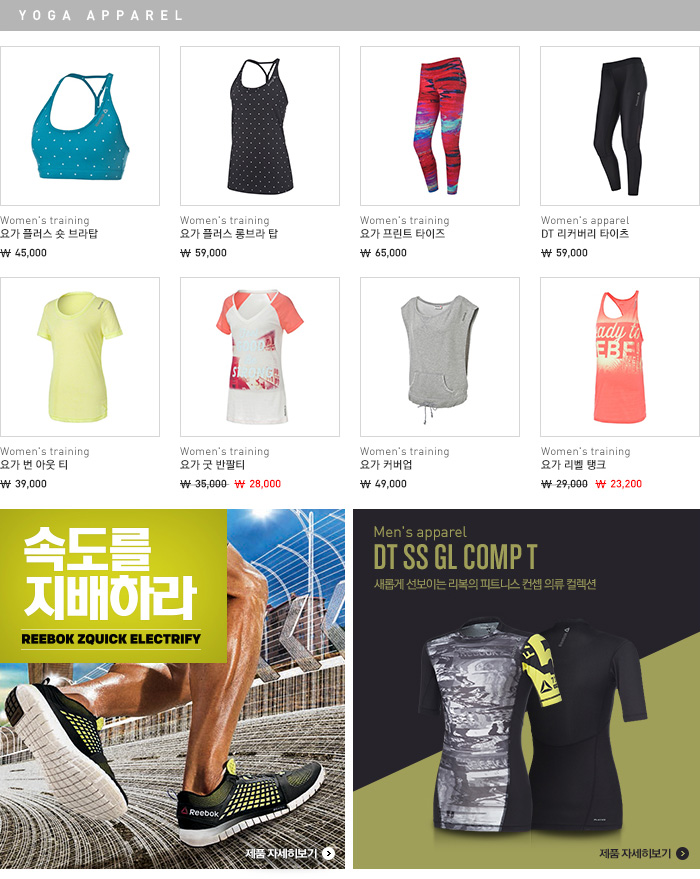 YOGA APPAREL
Women's training
요가 플러스 숏 브라탑
₩ 45,000
Women's training
요가 플러스 롱브라 탑
₩ 59,000
Women's training
요가 프린트 타이즈
₩ 65,000
Women's apparel
DT 리커버리 타이츠
₩ 59,000
Women's training
요가 번 아웃 티
₩ 39,000
Women's training
요가 굿 반팔티
₩ 35,000 ₩ 28,000
Women's training
요가 커버업
₩ 49,000
Women's training
요가 리벨 탱크
₩ 29,000 ₩ 23,200
속도를
지배하라
REEBOK ZQUICK ELECTRIFY
Reebok
제품 자세히보기
Men's apparel
DT SS GL COMP T
새롭게 선보이는 리복의 피트니스 컨셉 의류 컬렉션
제품 자세히보기